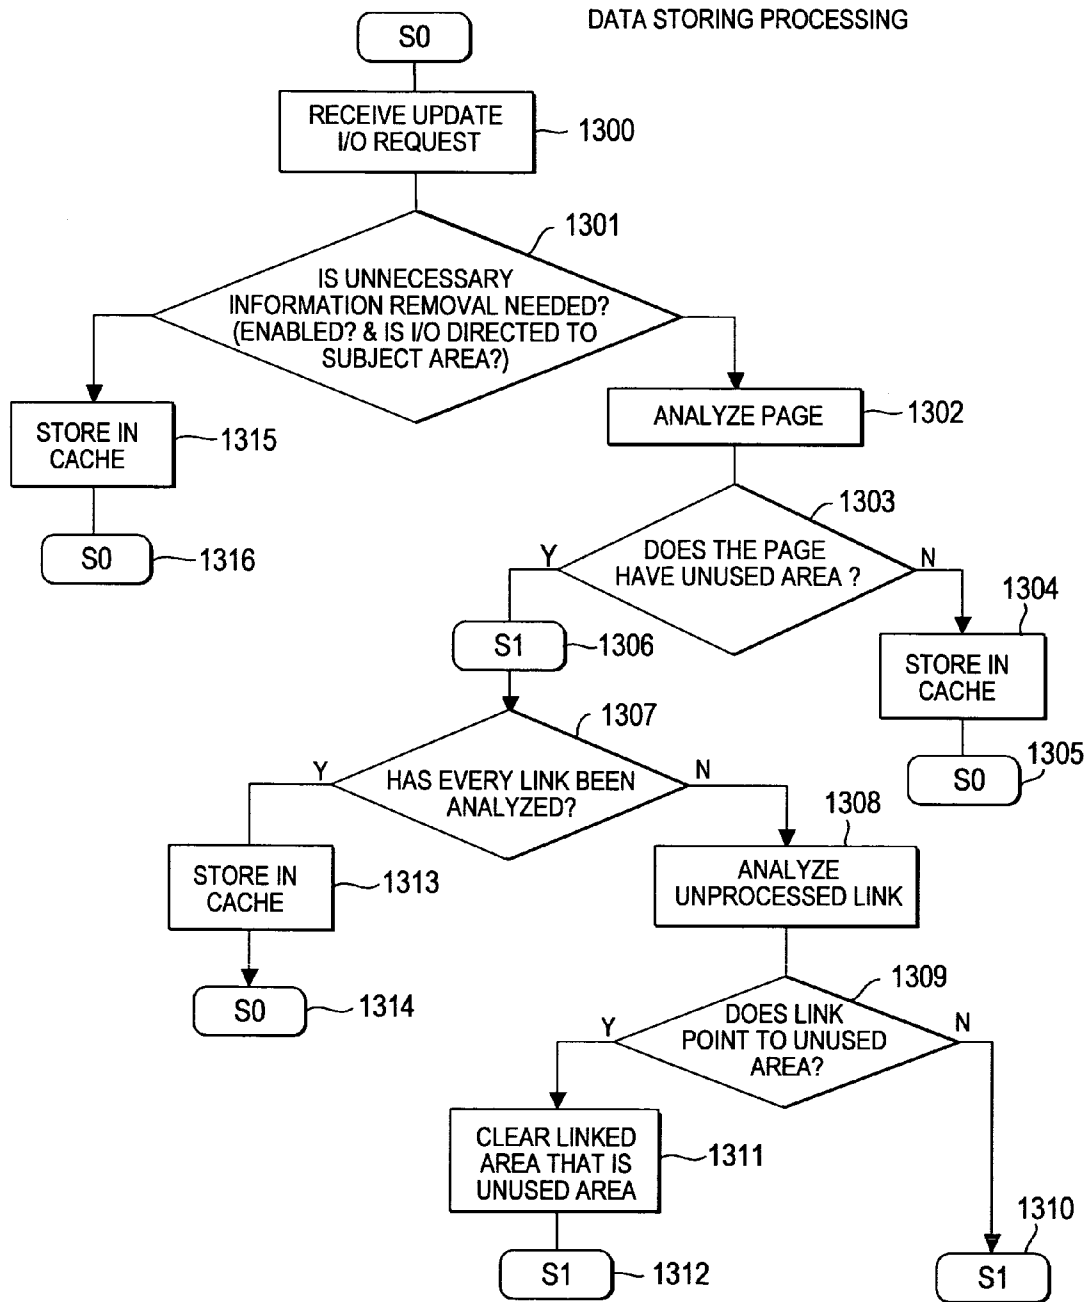 DATA STORING PROCESSING
S0
RECEIVE UPDATE
I/O REQUEST
1300
1301
IS UNNECESSARY
INFORMATION REMOVAL NEEDED?
(ENABLED? & IS I/O DIRECTED TO
SUBJECT AREA?)
STORE IN
CACHE
1315
S0
1316
ANALYZE PAGE
1302
1303
DOES THE PAGE
HAVE UNUSED AREA ?
Y
N
1304
STORE IN
CACHE
S0
1305
S1
1306
1307
HAS EVERY LINK BEEN
ANALYZED?
Y
N
STORE IN
CACHE
1313
S0
1314
1308
ANALYZE
UNPROCESSED LINK
1309
DOES LINK
POINT TO UNUSED
AREA?
Y
N
CLEAR LINKED
AREA THAT IS
UNUSED AREA
1311
S1
1312
1310
S1